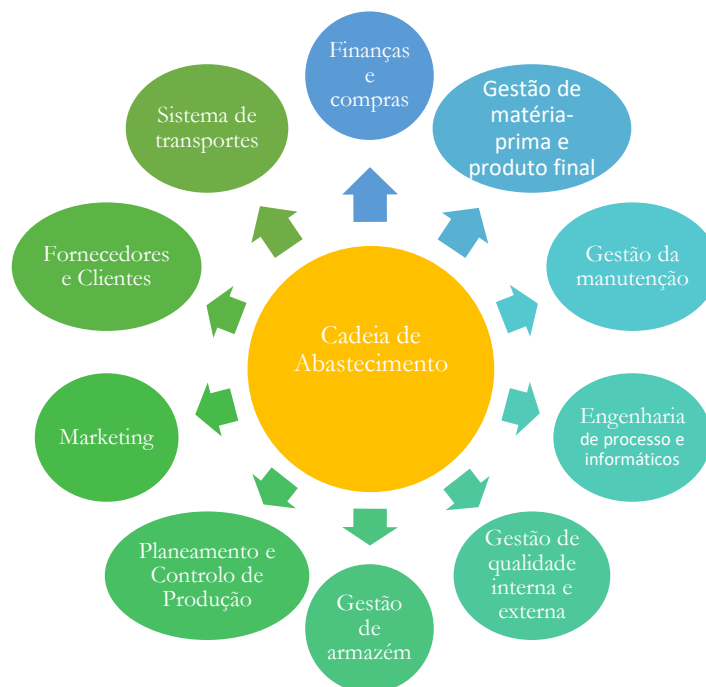 Finanças
e
compras
Gestão de
matéria-
prima e
produto final
Gestão da
manutenção
Engenharia
de processo e
informáticos
Gestão de
qualidade
interna e
externa
Gestão
de
armazém
Planeamento e
Controlo de
Produção
Marketing
Fornecedores
e Clientes
Sistema de
transportes
Cadeia de
Abastecimento